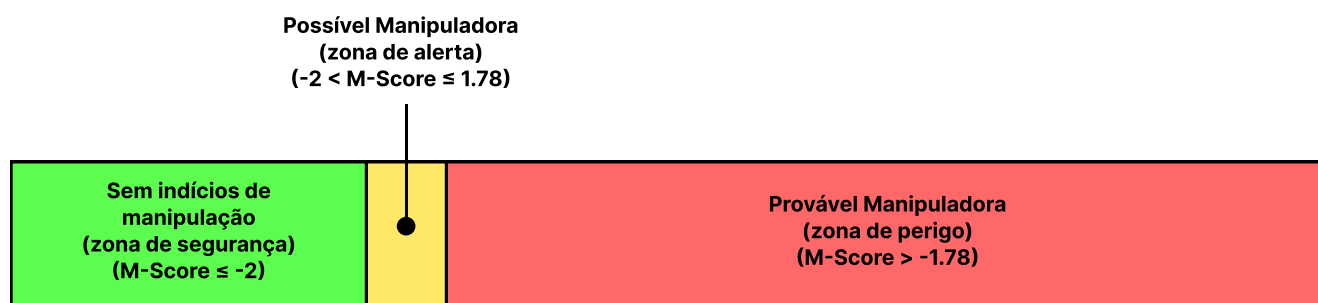 Possível Manipuladora
(zona de alerta)
(-2 < M-Score ≤ 1.78)
Sem indícios de
manipulação
(zona de segurança)
(M-Score ≤ -2)
Provável Manipuladora
(zona de perigo)
(M-Score > -1.78)